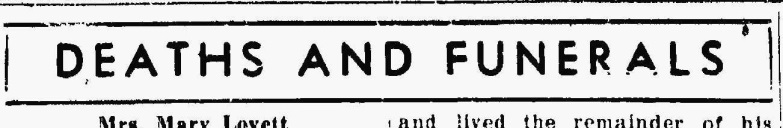 DEATHS AND FUNERALS
Mrs. Mary Lovett
and lived the remainder of his